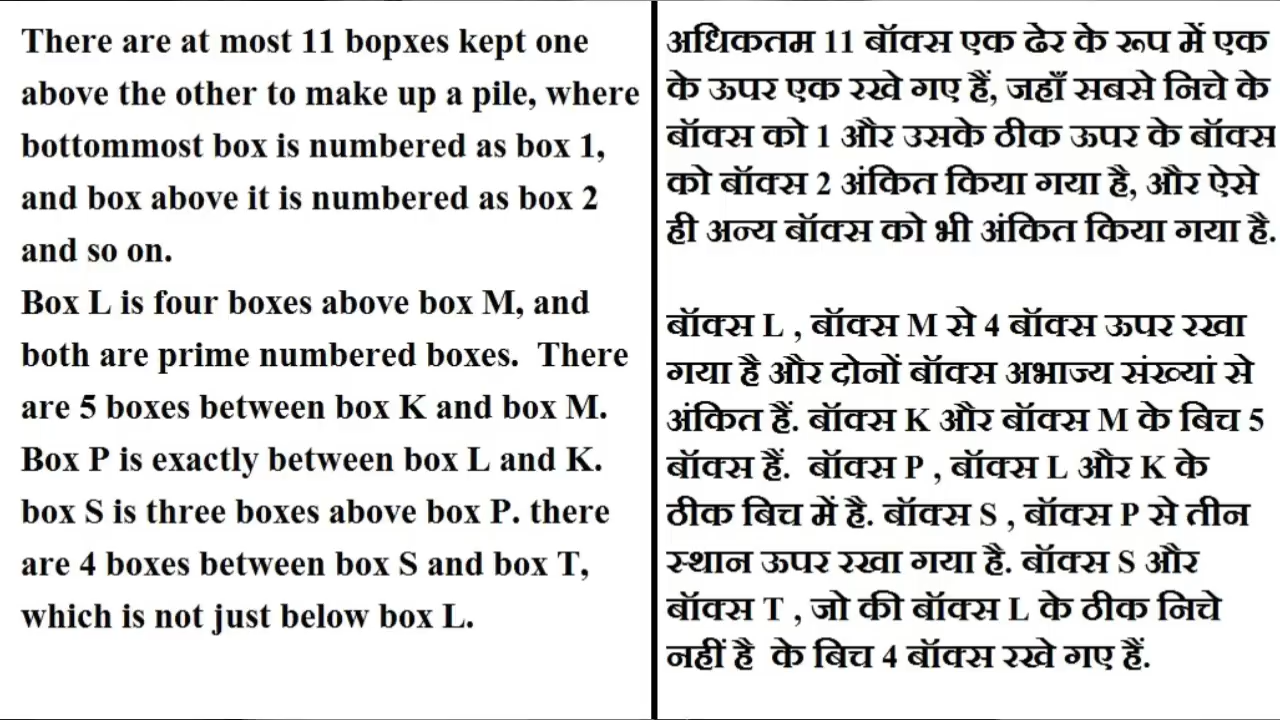 There are at most 11 bopxes kept one
above the other to make up a pile, where
bottommost box is numbered as box 1,
and box above it is numbered as box 2
and so on.
Box L is four boxes above box M, and
both are prime numbered boxes.  There
are 5 boxes between box K and box M.
Box P is exactly between box L and K.
box S is three boxes above box P. there
are 4 boxes between box S and box T,
which is not just below box L.
अधिकतम 11 बॉक्स एक ढेर के रूप में एक
के ऊपर एक रखे गए हैं, जहाँ सबसे निचे के
बॉक्स को 1 और उसके ठीक ऊपर के बॉक्स
को बॉक्स 2 अंकित किया गया है, और ऐसे
ही अन्य बॉक्स को भी अंकित किया गया है.
बॉक्स L , बॉक्स M से 4 बॉक्स ऊपर रखा
गया है और दोनों बॉक्स अभाज्य संख्यां से
अंकित हैं. बॉक्स K और बॉक्स M के बिच 5
बॉक्स हैं.  बॉक्स P , बॉक्स L और K के
ठीक बिच में है. बॉक्स S , बॉक्स P से तीन
स्थान ऊपर रखा गया है. बॉक्स S और
बॉक्स T , जो की बॉक्स L के ठीक निचे
नहीं है  के बिच 4 बॉक्स रखे गए हैं.